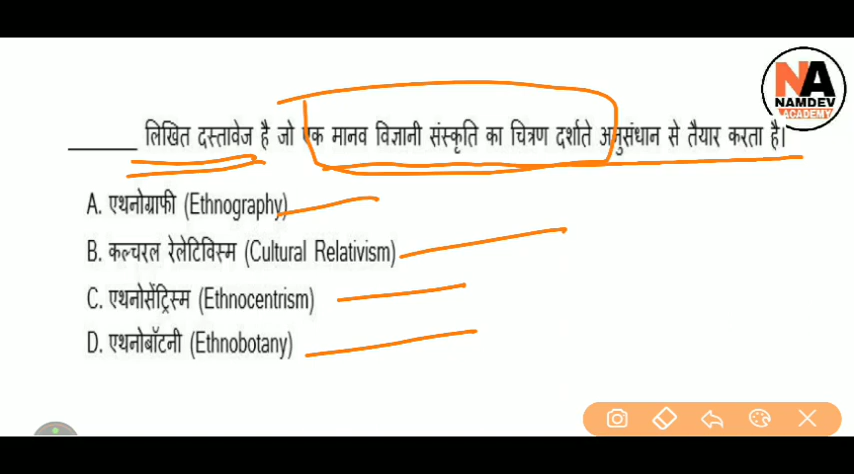 NA
NAMDEV
ACADEMY
______ लिखित दस्तावेज है जो एक मानव विज्ञानी संस्कृति का चित्रण दर्शाते अनुसंधान से तैयार करता है।
A. एथनोग्राफी (Ethnography)
B. कल्चरल रेलेटिविस्म (Cultural Relativism)
C. एथनोसेंट्रिस्म (Ethnocentrism)
D. एथनोबॉटनी (Ethnobotany)